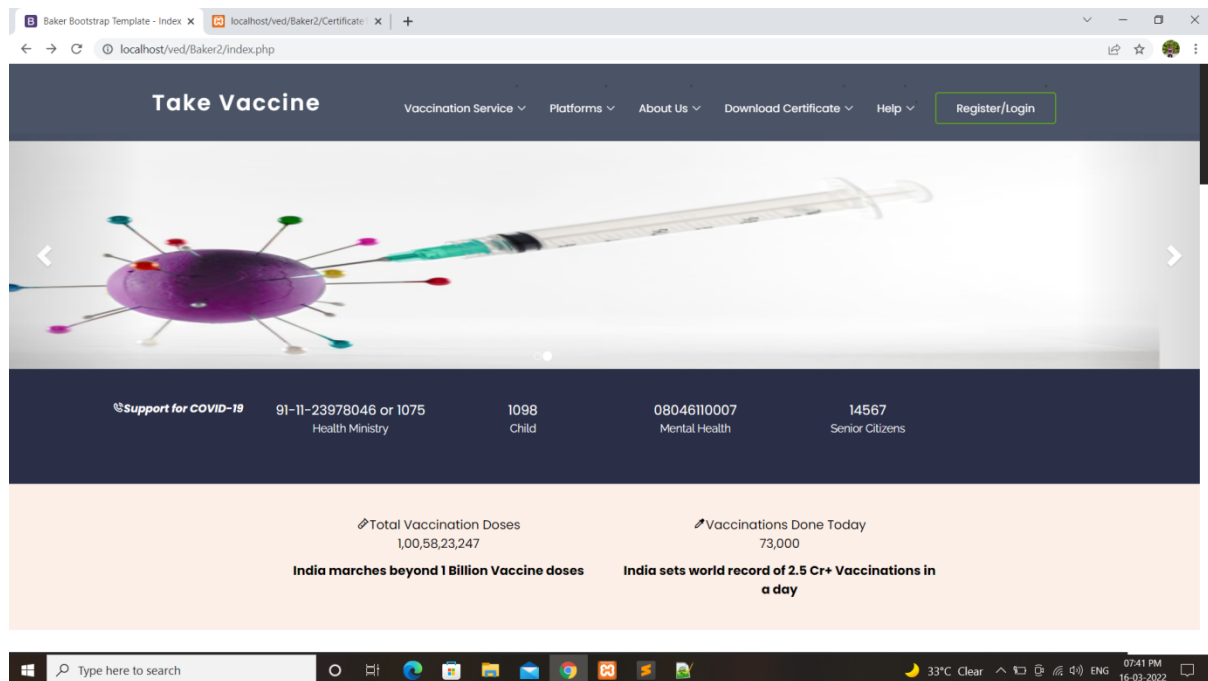 Baker Bootstrap Template - Index
localhost/ved/Baker2/Certificate
localhost/ved/Baker2/index.php
Take Vaccine
Vaccination Service Platforms About Us Download Certificate Help Register/Login
Support for COVID-19 91-11-23978046 or 1075 1098 08046110007 14567
Health Ministry Child Mental Health Senior Citizens
Total Vaccination Doses Vaccinations Done Today
1,00,58,23,247 73,000
India marches beyond 1 Billion Vaccine doses India sets world record of 2.5 Cr+ Vaccinations in
a day
Type here to search 33°C Clear ENG 07:41 PM
16-03-2022